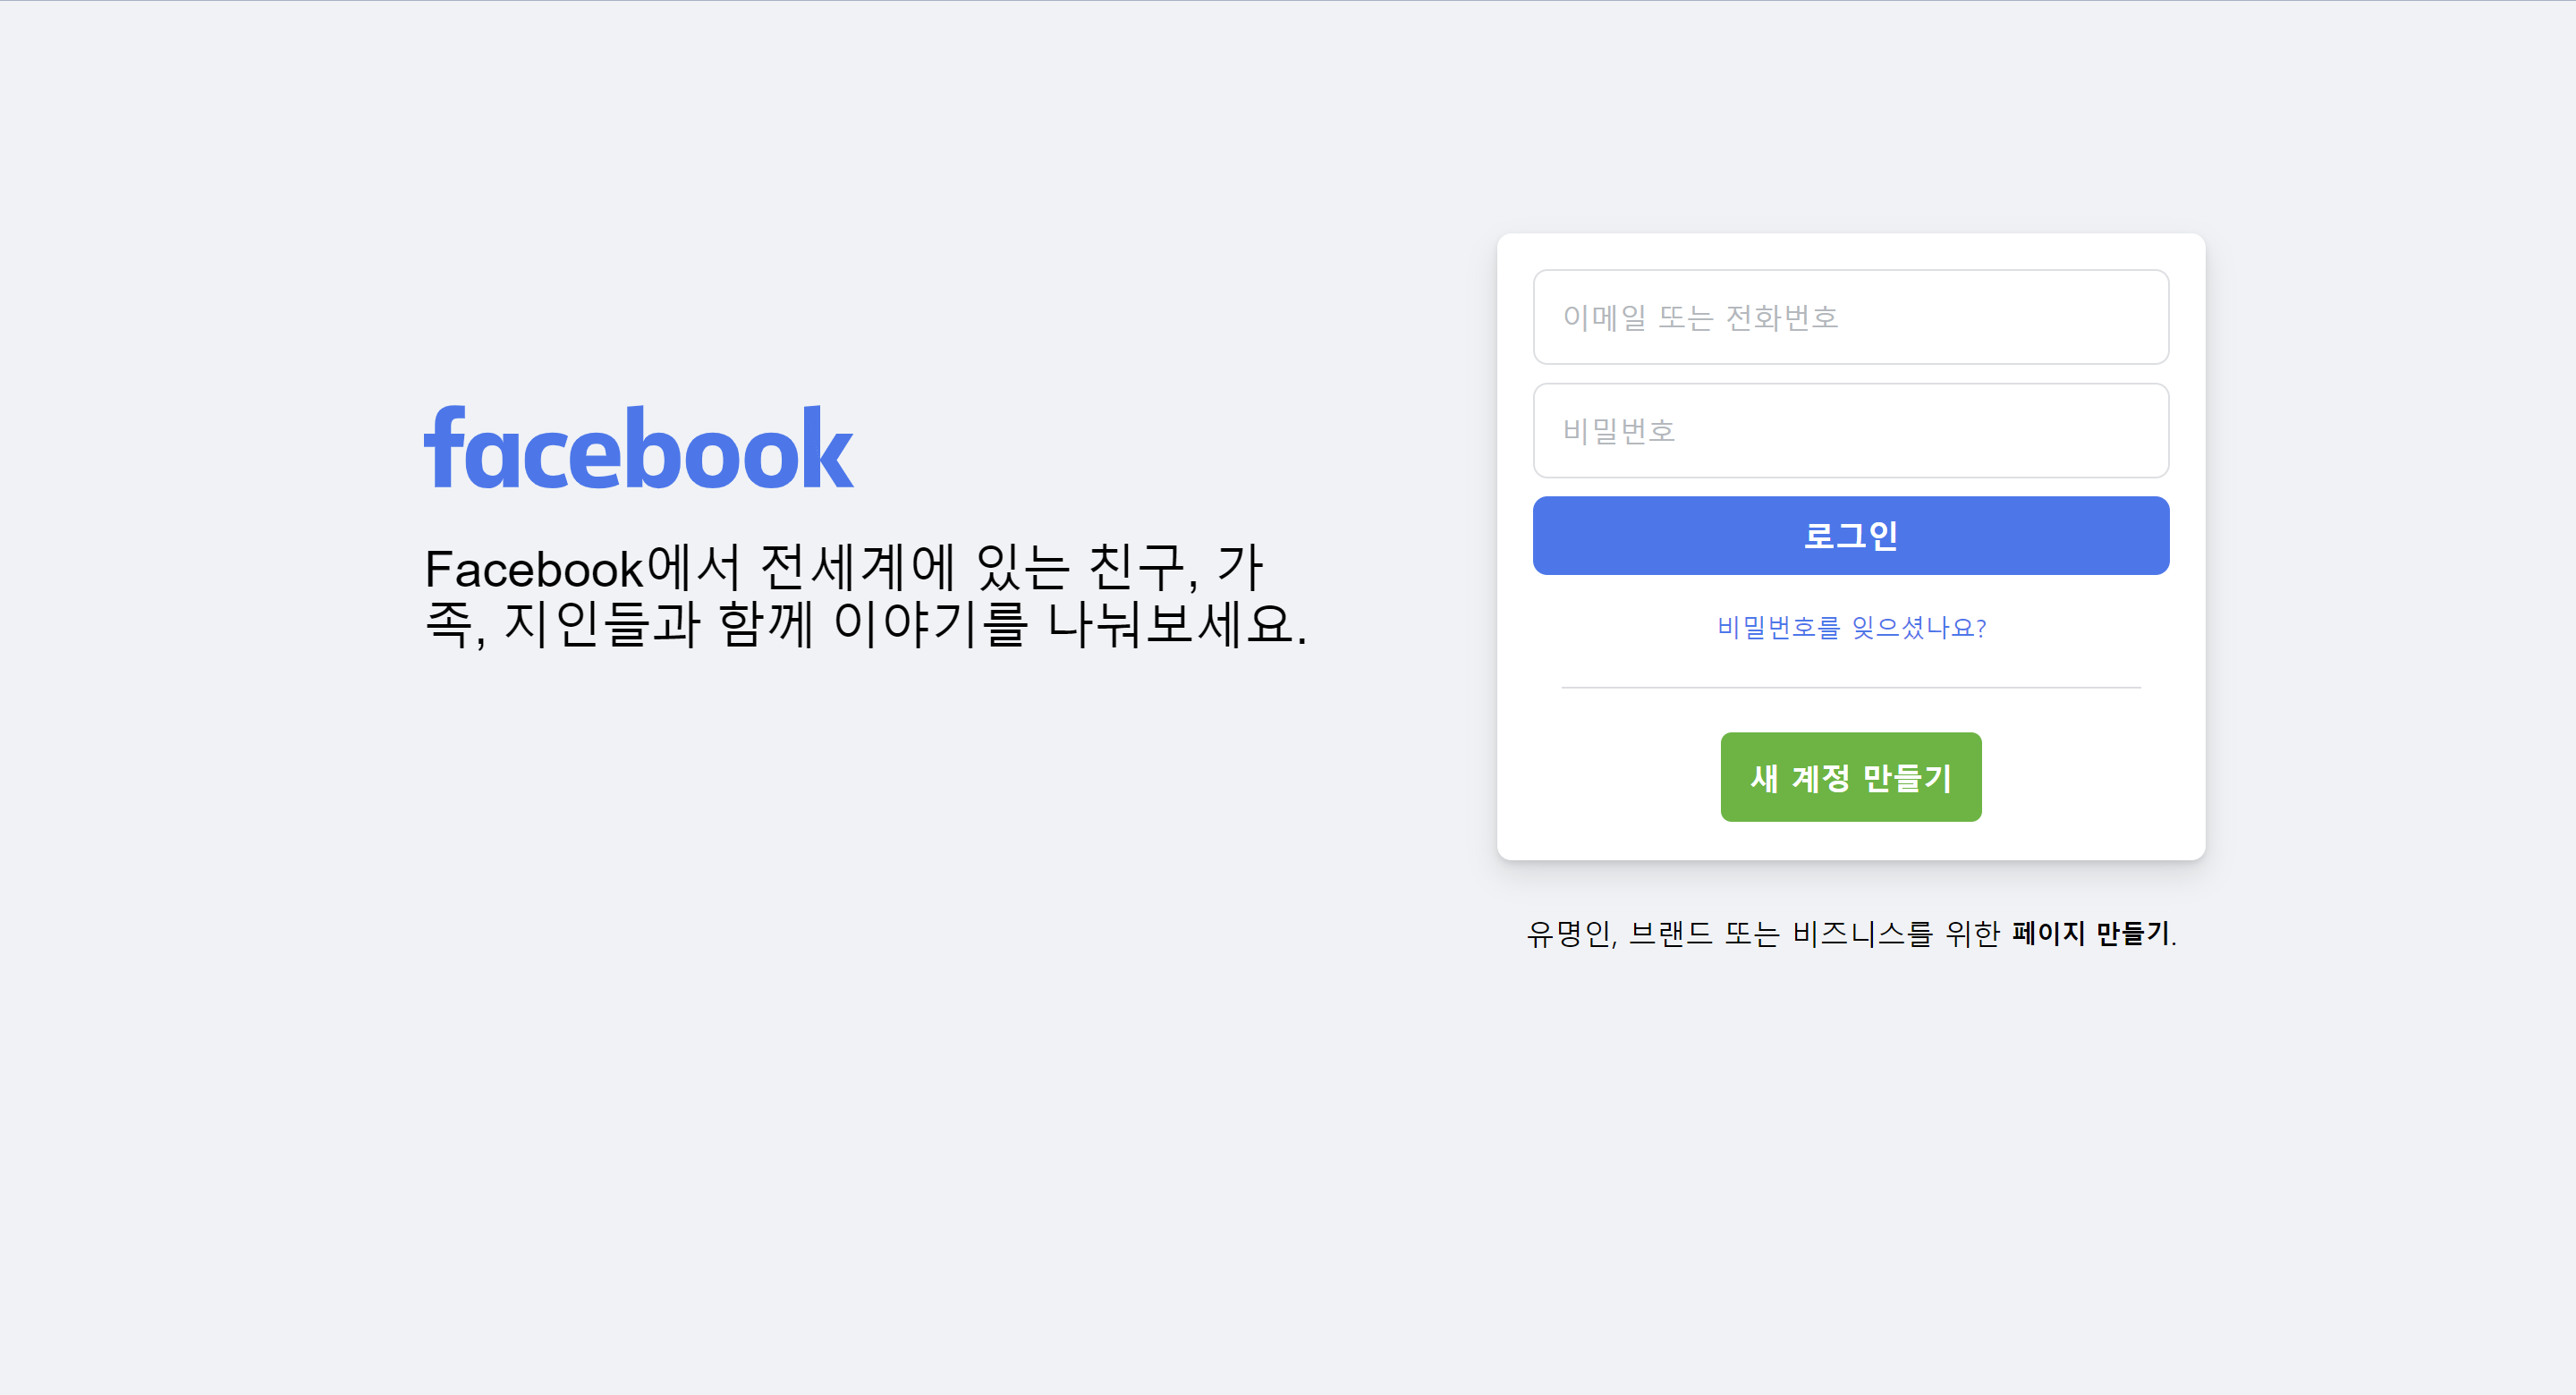 facebook
Facebook에서 전세계에 있는 친구, 가
족, 지인들과 함께 이야기를 나눠보세요.
이메일 또는 전화번호
비밀번호
로그인
비밀번호를 잊으셨나요?
새 계정 만들기
유명인, 브랜드 또는 비즈니스를 위한 페이지 만들기.